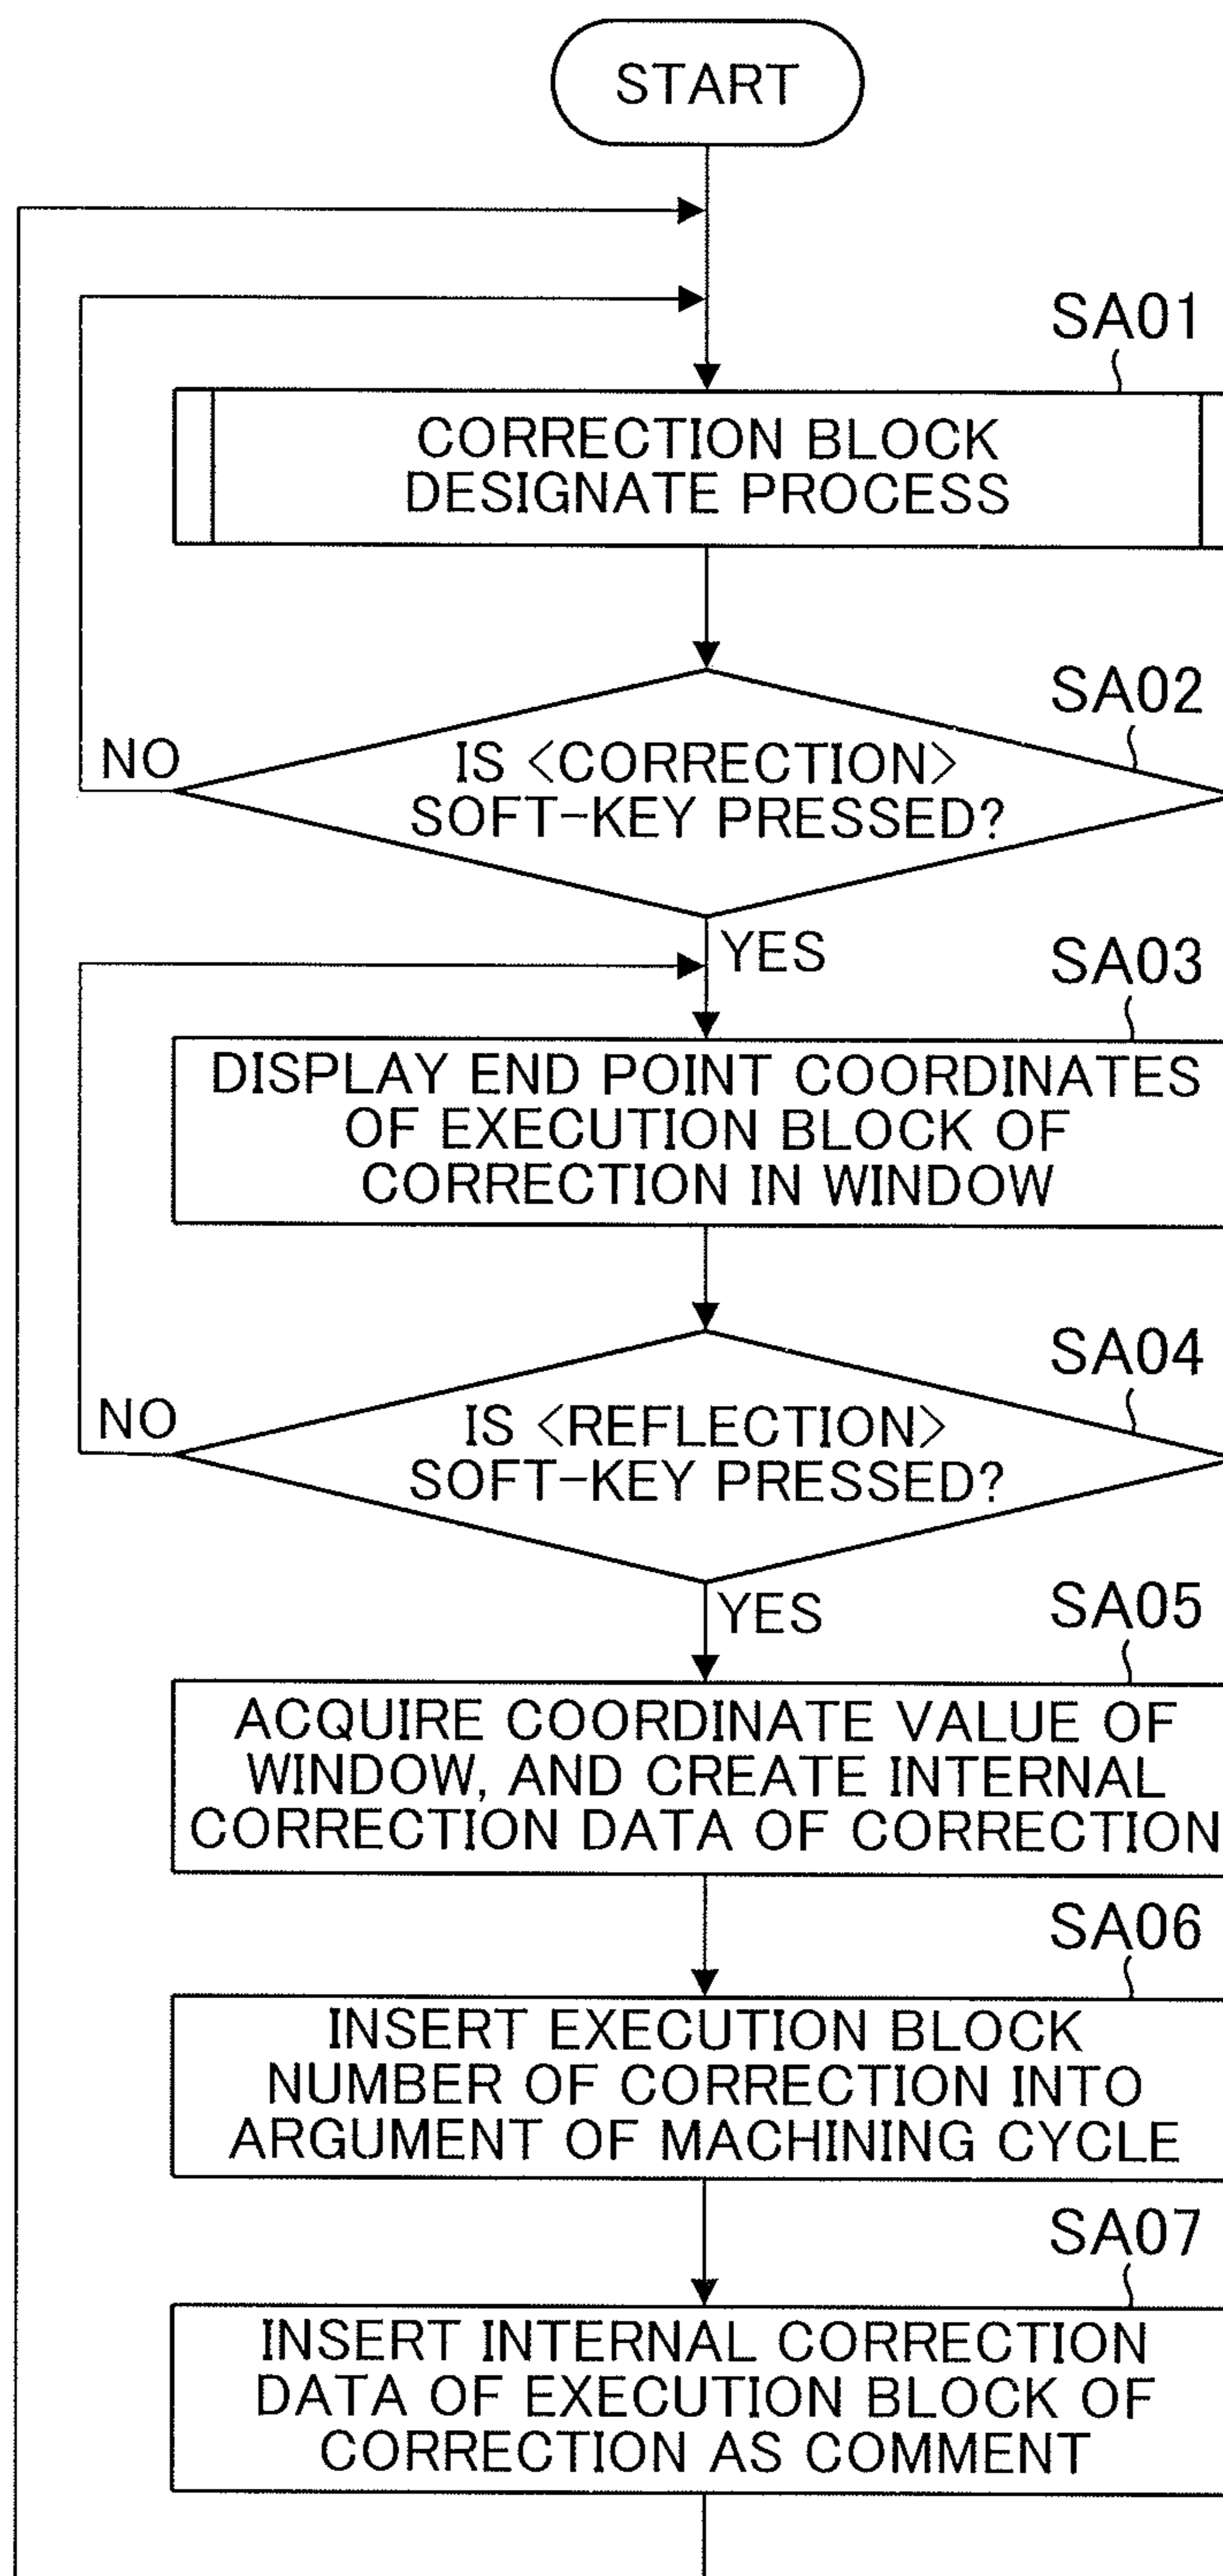 START
SA01
CORRECTION BLOCK
DESIGNATE PROCESS
SA02
NO
IS <CORRECTION>
SOFT-KEY PRESSED?
YES
SA03
DISPLAY END POINT COORDINATES
OF EXECUTION BLOCK OF
CORRECTION IN WINDOW
SA04
NO
IS <REFLECTION>
SOFT-KEY PRESSED?
YES
SA05
ACQUIRE COORDINATE VALUE OF
WINDOW, AND CREATE INTERNAL
CORRECTION DATA OF CORRECTION
SA06
INSERT EXECUTION BLOCK
NUMBER OF CORRECTION INTO
ARGUMENT OF MACHINING CYCLE
SA07
INSERT INTERNAL CORRECTION
DATA OF EXECUTION BLOCK OF
CORRECTION AS COMMENT